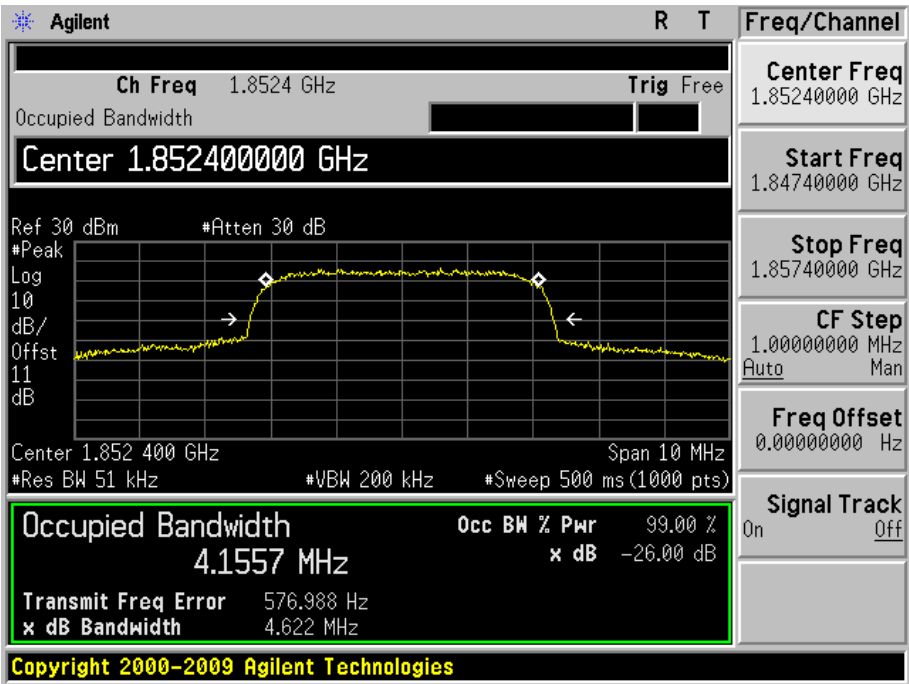 Agilent R T
Ch Freq 1.8524 GHz Trig Free
Occupied Bandwidth
Center 1.852400000 GHz
Ref 30 dBm #Atten 30 dB
#Peak
Log
10
dB/
Offst
11
dB
Center 1.852 400 GHz Span 10 MHz
#Res BW 51 kHz #VBW 200 kHz #Sweep 500 ms (1000 pts)
Occupied Bandwidth Occ BW % Pwr 99.00 %
4.1557 MHz x dB -26.00 dB
Transmit Freq Error 576.988 Hz
x dB Bandwidth 4.622 MHz
Copyright 2000-2009 Agilent Technologies
Freq/Channel
Center Freq
1.85240000 GHz
Start Freq
1.84740000 GHz
Stop Freq
1.85740000 GHz
CF Step
1.00000000 MHz
Auto Man
Freq Offset
0.00000000 Hz
Signal Track
On Off